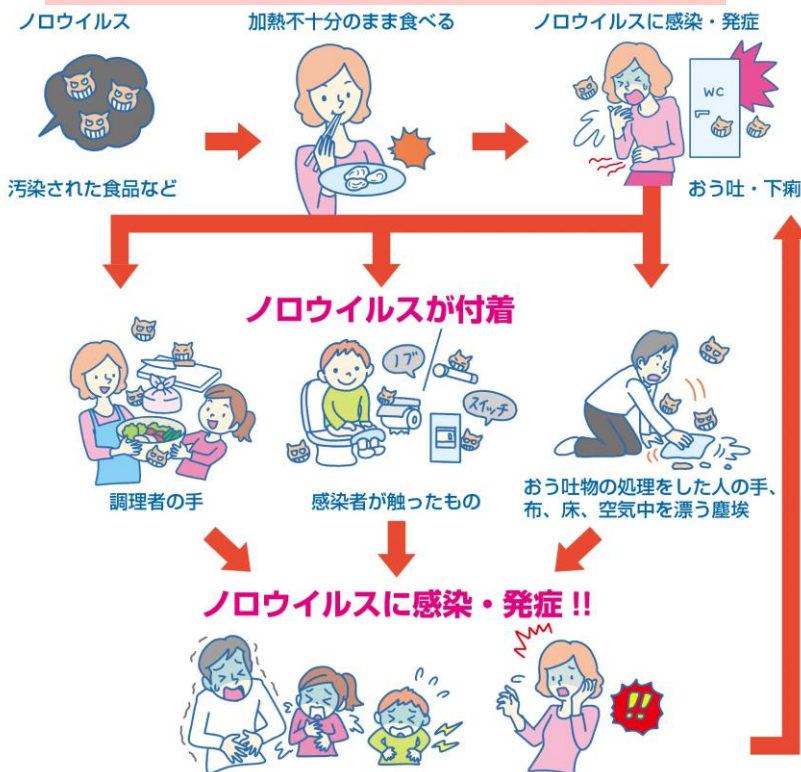 ノロウイルス
加熱不十分のまま食べる
ノロウイルスに感染・発症
WC
汚染された食品など
おう吐・下痢
ノロウイルスが付着
ノブ
スイッチ
調理者の手
感染者が触ったもの
おう吐物の処理をした人の手、
布、床、空気中を漂う塵埃
ノロウイルスに感染・発症!!
!!